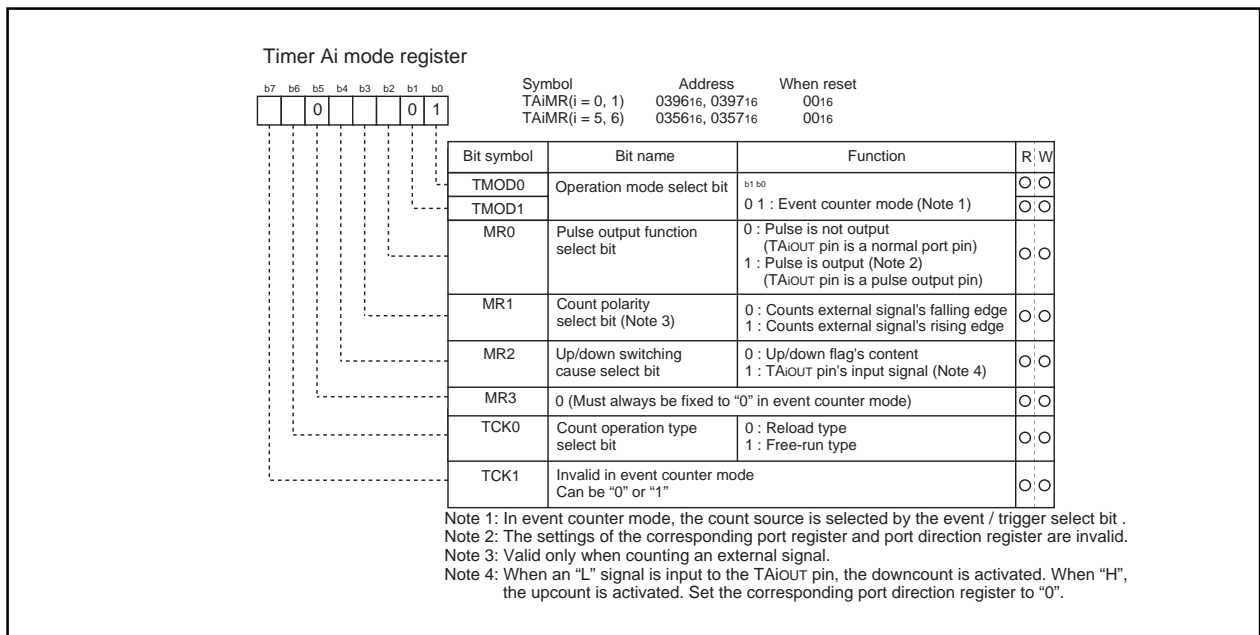 Timer Ai mode register
b7 b6 b5 b4 b3 b2 b1 b0
0 0 1
Symbol Address When reset
TAiMR(i = 0, 1) 039616, 039716 0016
TAiMR(i = 5, 6) 035616, 035716 0016
Bit symbol Bit name Function R W
TMOD0 Operation mode select bit b1 b0
TMOD1 0 1 : Event counter mode (Note 1)
MR0 Pulse output function 0 : Pulse is not output
select bit (TAiOUT pin is a normal port pin)
1 : Pulse is output (Note 2)
(TAiOUT pin is a pulse output pin)
MR1 Count polarity 0 : Counts external signal's falling edge
select bit (Note 3) 1 : Counts external signal's rising edge
MR2 Up/down switching 0 : Up/down flag's content
cause select bit 1 : TAiOUT pin's input signal (Note 4)
MR3 0 (Must always be fixed to “0” in event counter mode)
TCK0 Count operation type 0 : Reload type
select bit 1 : Free-run type
TCK1 Invalid in event counter mode
Can be “0” or “1”
Note 1: In event counter mode, the count source is selected by the event / trigger select bit .
Note 2: The settings of the corresponding port register and port direction register are invalid.
Note 3: Valid only when counting an external signal.
Note 4: When an “L” signal is input to the TAiOUT pin, the downcount is activated. When “H”,
the upcount is activated. Set the corresponding port direction register to “0”.